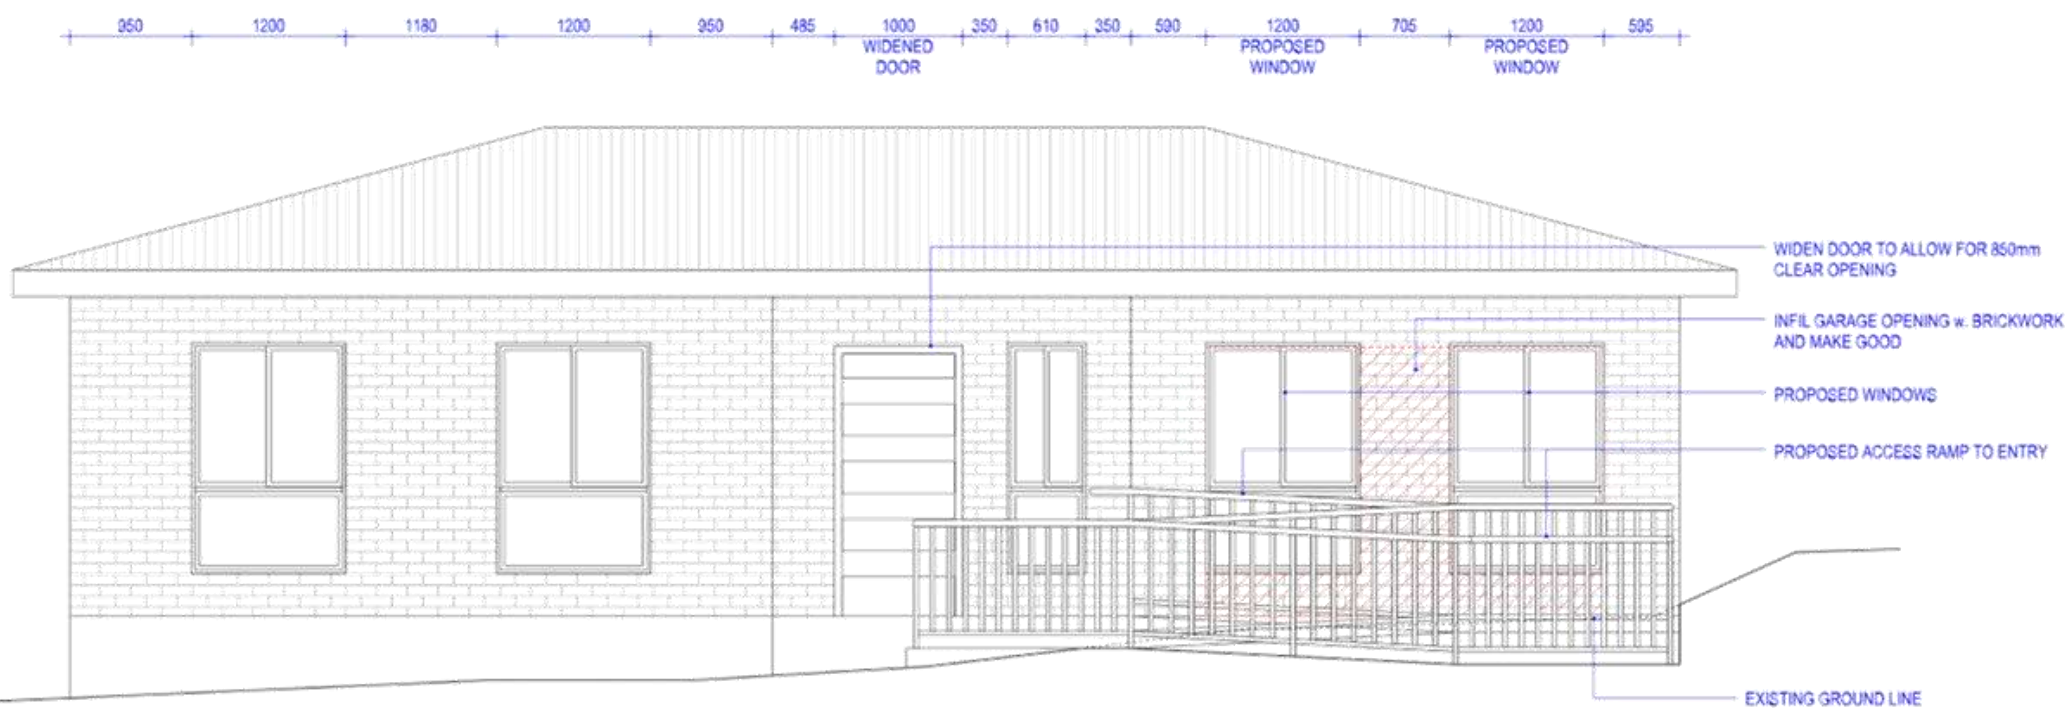 950 1200 1180 1200 950 485 1000 350 610 350 590 1200 705 1200 595
WIDENED DOOR
PROPOSED WINDOW
PROPOSED WINDOW
WIDEN DOOR TO ALLOW FOR 850mm
CLEAR OPENING
INFIL GARAGE OPENING w. BRICKWORK
AND MAKE GOOD
PROPOSED WINDOWS
PROPOSED ACCESS RAMP TO ENTRY
EXISTING GROUND LINE